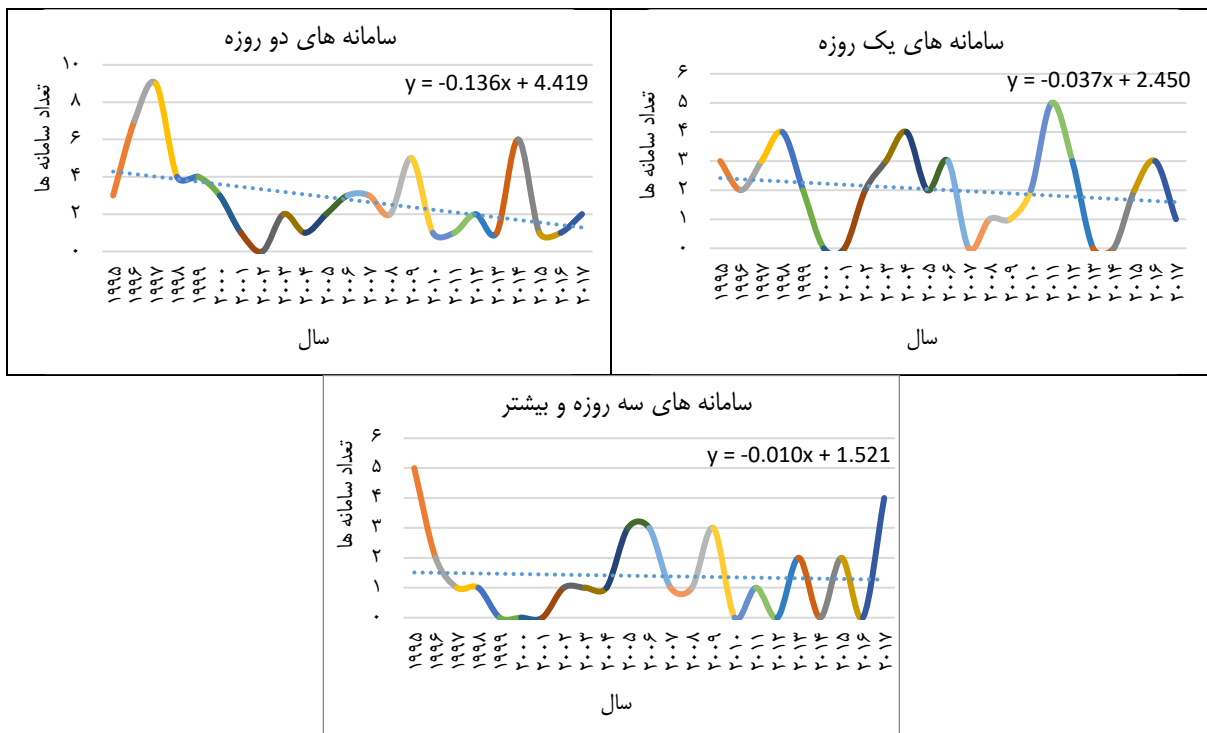 سامانه های یک روزه
y = -0.037x + 2.450
تعداد سامانه ها
۶
۵
۴
۳
۲
۱
۰
۱۹۹۵ ۱۹۹۶ ۱۹۹۷ ۱۹۹۸ ۱۹۹۹ ۲۰۰۰ ۲۰۰۱ ۲۰۰۲ ۲۰۰۳ ۲۰۰۴ ۲۰۰۵ ۲۰۰۶ ۲۰۰۷ ۲۰۰۸ ۲۰۰۹ ۲۰۱۰ ۲۰۱۱ ۲۰۱۲ ۲۰۱۳ ۲۰۱۴ ۲۰۱۵ ۲۰۱۶ ۲۰۱۷
سال
سامانه های دو روزه
y = -0.136x + 4.419
تعداد سامانه ها
۱۰
۸
۶
۴
۲
۰
۱۹۹۵ ۱۹۹۶ ۱۹۹۷ ۱۹۹۸ ۱۹۹۹ ۲۰۰۰ ۲۰۰۱ ۲۰۰۲ ۲۰۰۳ ۲۰۰۴ ۲۰۰۵ ۲۰۰۶ ۲۰۰۷ ۲۰۰۸ ۲۰۰۹ ۲۰۱۰ ۲۰۱۱ ۲۰۱۲ ۲۰۱۳ ۲۰۱۴ ۲۰۱۵ ۲۰۱۶ ۲۰۱۷
سال
سامانه های سه روزه و بیشتر
y = -0.010x + 1.521
تعداد سامانه ها
۶
۵
۴
۳
۲
۱
۰
۱۹۹۵ ۱۹۹۶ ۱۹۹۷ ۱۹۹۸ ۱۹۹۹ ۲۰۰۰ ۲۰۰۱ ۲۰۰۲ ۲۰۰۳ ۲۰۰۴ ۲۰۰۵ ۲۰۰۶ ۲۰۰۷ ۲۰۰۸ ۲۰۰۹ ۲۰۱۰ ۲۰۱۱ ۲۰۱۲ ۲۰۱۳ ۲۰۱۴ ۲۰۱۵ ۲۰۱۶ ۲۰۱۷
سال